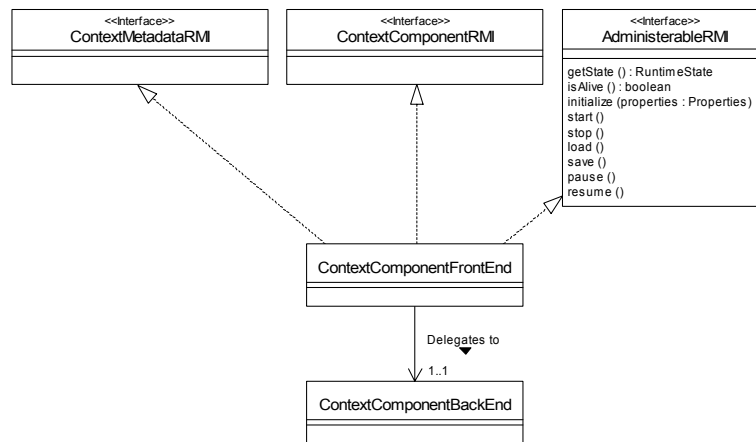 <<Interface>>
ContextMetadataRMI
<<Interface>>
ContextComponentRMI
<<Interface>>
AdministerableRMI
getState () : RuntimeState
isAlive () : boolean
initialize (properties : Properties)
start ()
stop ()
load ()
save ()
pause ()
resume ()
ContextComponentFrontEnd
Delegates to
1..1
ContextComponentBackEnd